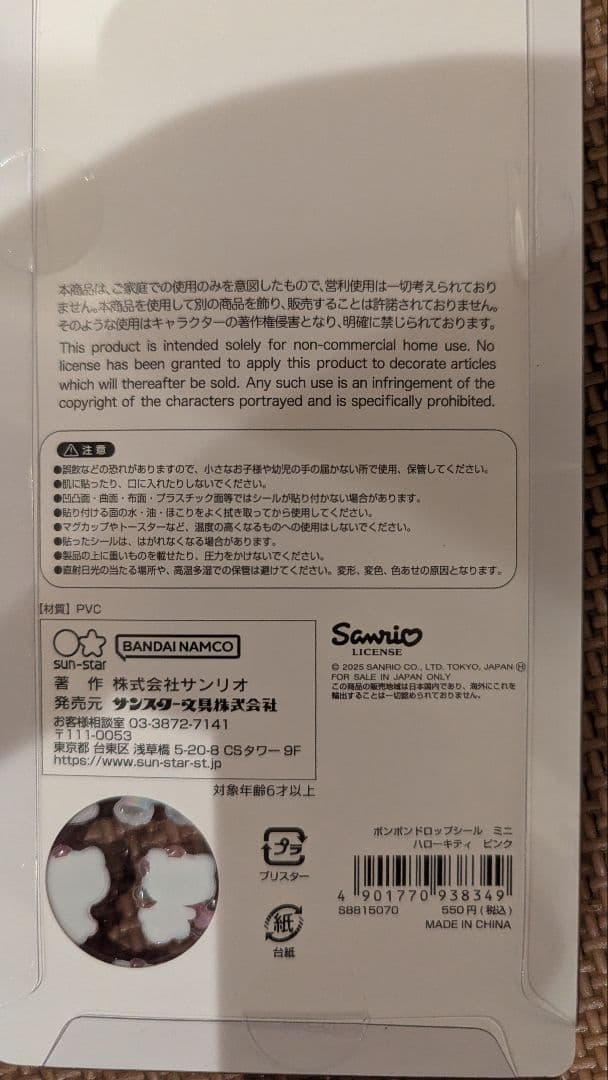 本商品は、ご家庭での使用のみを意図したもので、営利使用は一切考えられており
ません。本商品を使用して別の商品を飾り、販売することは許諾されておりません。
そのような使用はキャラクターの著作権侵害となり、明確に禁じられております。
This product is intended solely for non-commercial home use. No
license has been granted to apply this product to decorate articles
which will thereafter be sold. Any such use is an infringement of the
copyright of the characters portrayed and is specifically prohibited.
注意
●誤飲などの恐れがありますので、小さなお子様や幼児の手の届かない所で使用、保管してください。
●肌に貼ったり、口に入れたりしないでください。
●凹凸面・曲面・布面・プラスチック面等ではシールが貼り付かない場合があります。
●貼り付ける面の水・油・ほこりをよく拭き取ってから使用してください。
●マグカップやトースターなど、温度の高くなるものへの使用はしないでください。
●貼ったシールは、はがれなくなる場合があります。
●製品の上に重いものを載せたり、圧力をかけないでください。
●直射日光の当たる場所や、高温多湿での保管は避けてください。変形、変色、色あせの原因となります。
【材質】PVC
sun-star BANDAI NAMCO
著 作 株式会社サンリオ
発売元 サンスター文具株式会社
お客様相談室 03-3872-7141
〒111-0053
東京都 台東区 浅草橋 5-20-8 CSタワー 9F
https://www.sun-star-st.jp
Sanrio
LICENSE
© 2025 SANRIO CO., LTD. TOKYO, JAPAN Ⓗ
FOR SALE IN JAPAN ONLY
この商品の販売地域は日本国内であり、海外にこれを
輸出することは一切認められておりません。
対象年齢6才以上
プラ
ブリスター
紙
台紙
ボンボンドロップシール ミニ
ハローキティ ピンク
4 901770 938349
S8815070 550円(税込)
MADE IN CHINA